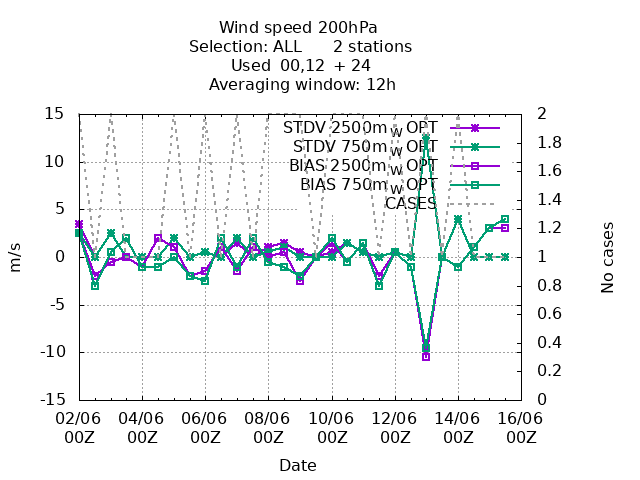 Wind speed 200hPa
Selection: ALL 2 stations
Used 00,12 + 24
Averaging window: 12h
STDV 2500m_w OPT
STDV 750m_w OPT
BIAS 2500m_w OPT
BIAS 750m_w OPT
CASES
15
10
5
0
-5
-10
-15
m/s
2
1.8
1.6
1.4
1.2
1
0.8
0.6
0.4
0.2
0
No cases
02/06 04/06 06/06 08/06 10/06 12/06 14/06 16/06
00Z 00Z 00Z 00Z 00Z 00Z 00Z 00Z
Date